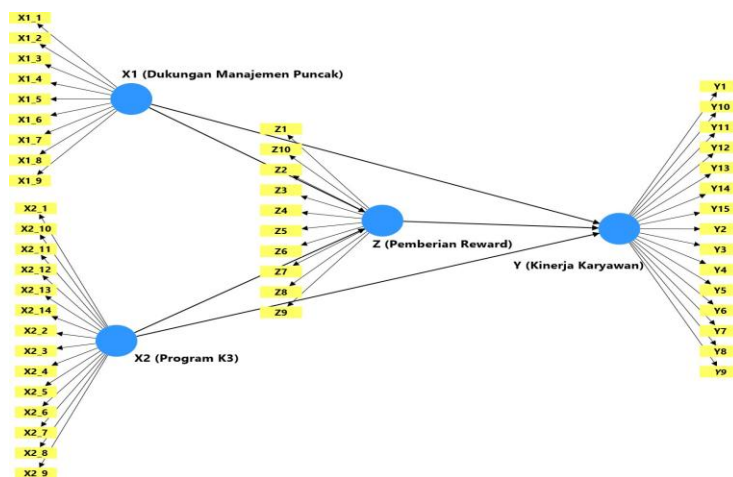 X1_1
X1_2
X1_3
X1_4
X1_5
X1_6
X1_7
X1_8
X1_9
X1 (Dukungan Manajemen Puncak)
X2_1
X2_10
X2_11
X2_12
X2_13
X2_14
X2_2
X2_3
X2_4
X2_5
X2_6
X2_7
X2_8
X2_9
X2 (Program K3)
Z1
Z10
Z2
Z3
Z4
Z5
Z6
Z7
Z8
Z9
Z (Pemberian Reward)
Y (Kinerja Karyawan)
Y1
Y10
Y11
Y12
Y13
Y14
Y15
Y2
Y3
Y4
Y5
Y6
Y7
Y8
Y9